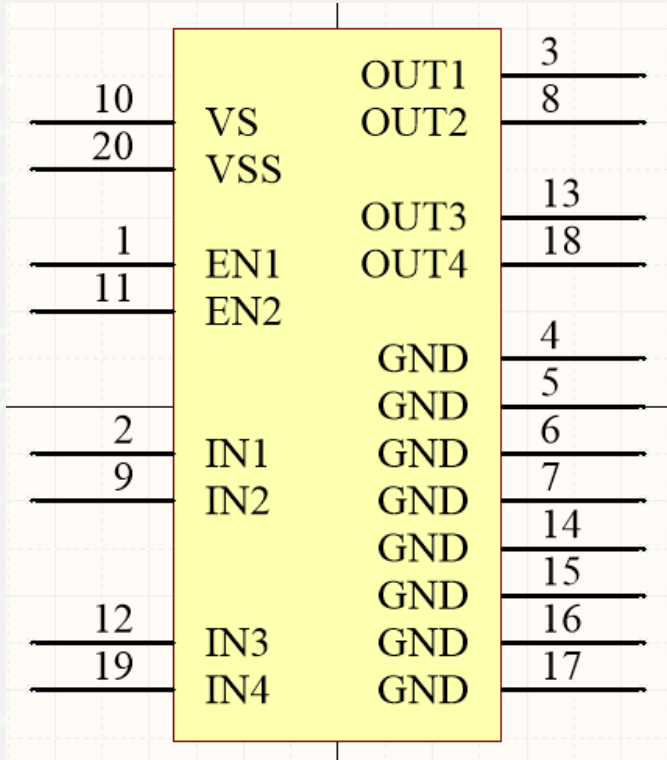 3
OUT1
10
8
VS
OUT2
20
VSS
13
OUT3
1
18
EN1
OUT4
11
EN2
4
GND
5
GND
2
6
IN1
GND
9
7
IN2
GND
14
GND
15
GND
12
16
IN3
GND
19
17
IN4
GND